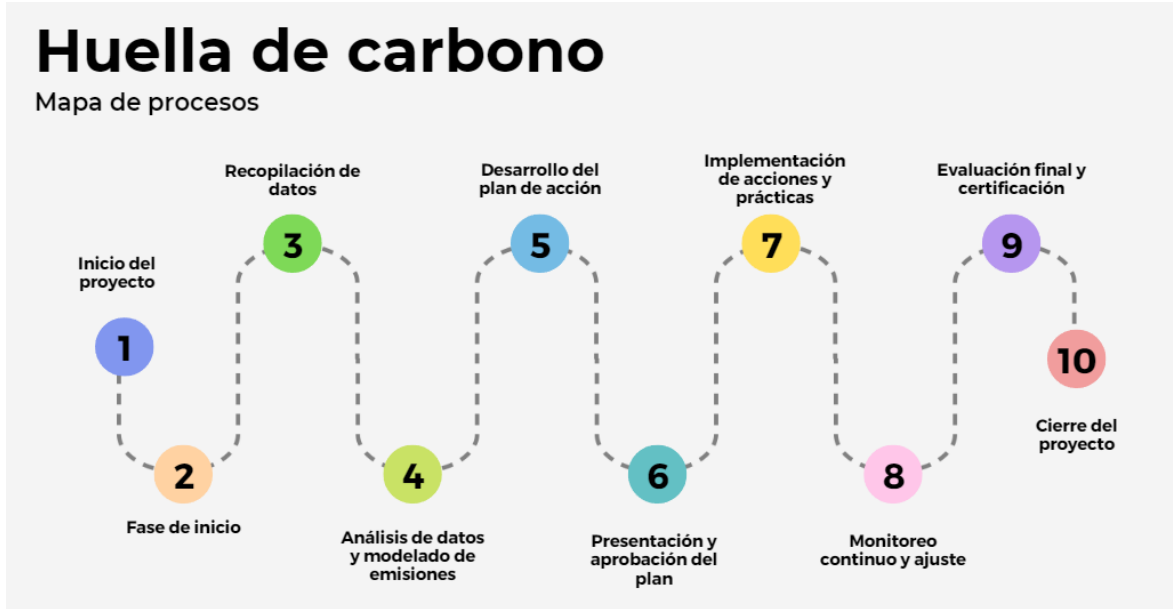 Huella de carbono
Mapa de procesos
Inicio del
proyecto
1
2
Fase de inicio
Recopilación de
datos
3
4
Análisis de datos
y modelado de
emisiones
Desarrollo del
plan de acción
5
6
Presentación y
aprobación del
plan
Implementación
de acciones y
prácticas
7
8
Monitoreo
continuo y ajuste
Evaluación final y
certificación
9
10
Cierre del
proyecto